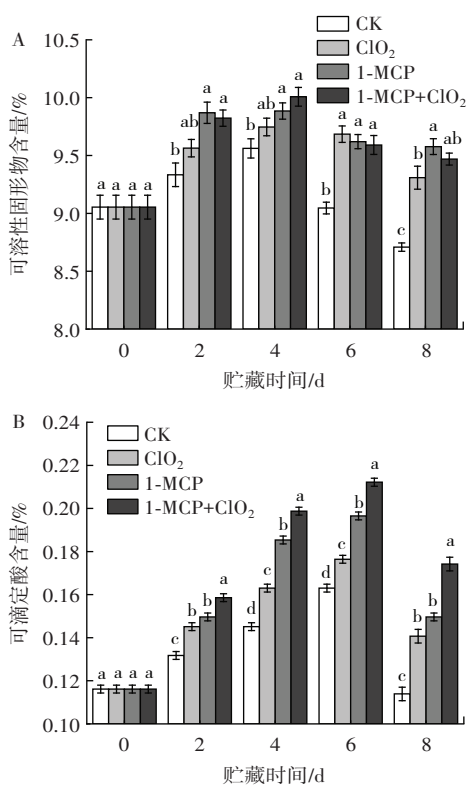 A
10.5
10.0
9.5
9.0
8.5
8.0
可溶性固形物含量/%
CK
ClO₂
1-MCP
1-MCP+ClO₂
a a a a
b ab a a
b ab a a
b a a a
c b a ab
0 2 4 6 8
贮藏时间/d
B
0.24
0.22
0.20
0.18
0.16
0.14
0.12
0.10
可滴定酸含量/%
CK
ClO₂
1-MCP
1-MCP+ClO₂
a a a a
c b b a
d c b a
d c b a
c b b a
0 2 4 6 8
贮藏时间/d